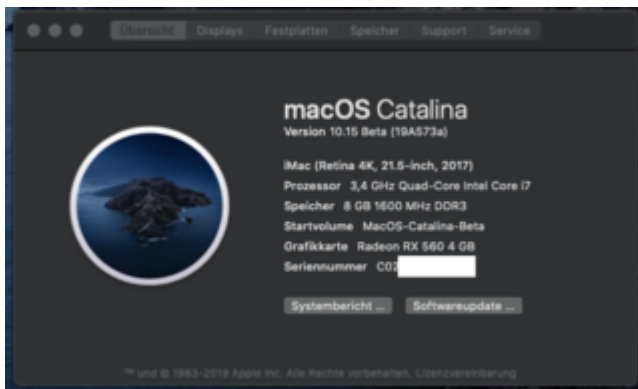 Übersicht Displays Festplatten Speicher Support Service
macOS Catalina
Version 10.15 Beta (19A573a)
iMac (Retina 4K, 21.5-inch, 2017)
Prozessor 3,4 GHz Quad-Core Intel Core i7
Speicher 8 GB 1600 MHz DDR3
Startvolume MacOS-Catalina-Beta
Grafikkarte Radeon RX 560 4 GB
Seriennummer C02
Systembericht ... Softwareupdate ...
™ und © 1983-2019 Apple Inc. Alle Rechte vorbehalten. Lizenzvereinbarung